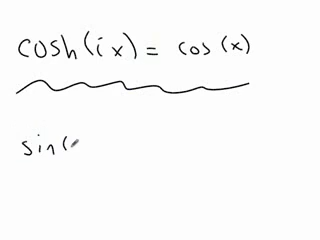 cosh(ix) = cos(x)
sin(